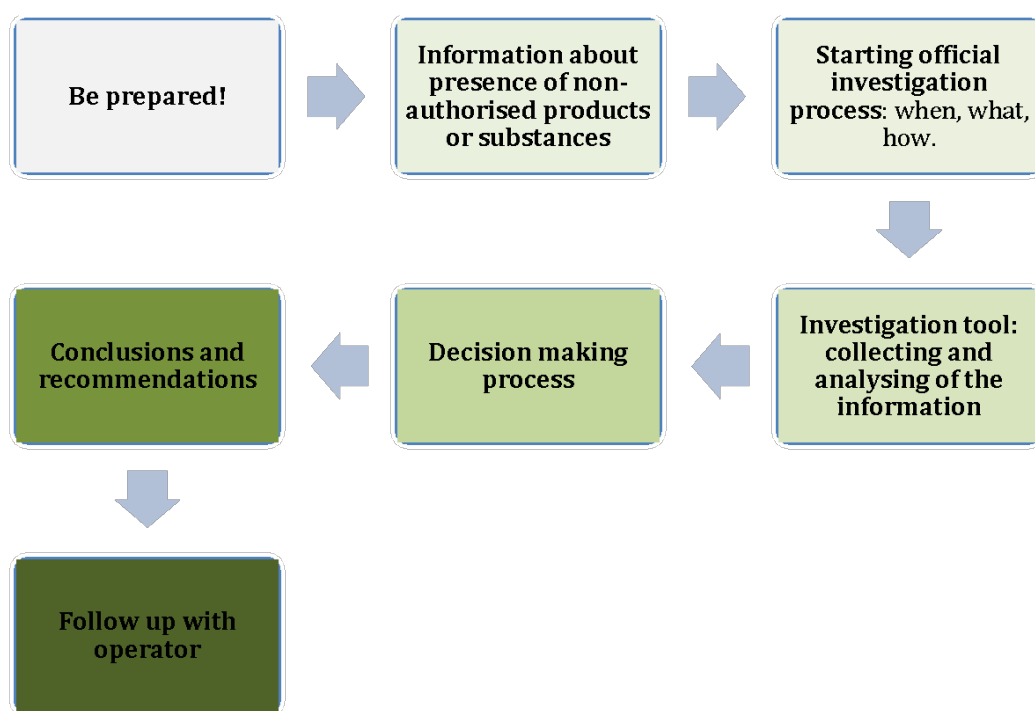 Be prepared!
Information about
presence of non-
authorised products
or substances
Starting official
investigation
process: when, what,
how.
Investigation tool:
collecting and
analysing of the
information
Decision making
process
Conclusions and
recommendations
Follow up with
operator